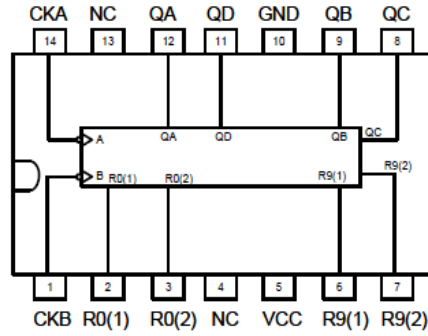 CKA NC QA QD GND QB QC
14 13 12 11 10 9 8
A QA QD QB QC
B R0(1) R0(2) R9(1) R9(2)
1 2 3 4 5 6 7
CKB R0(1) R0(2) NC VCC R9(1) R9(2)